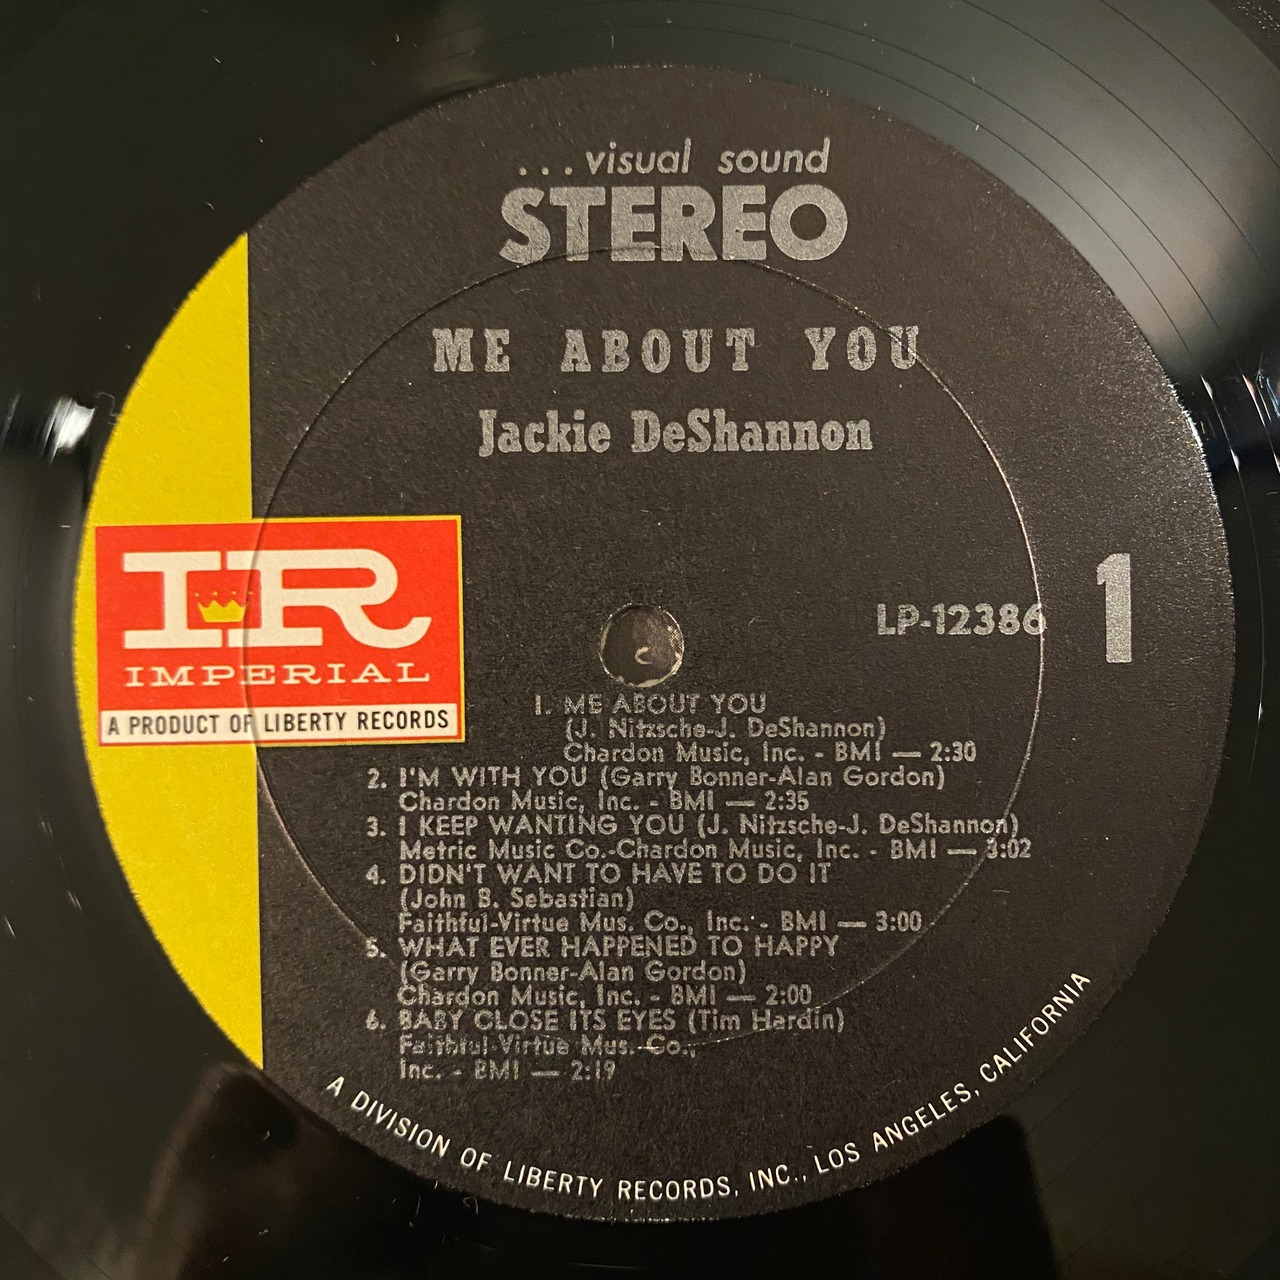 ...visual sound
STEREO
ME ABOUT YOU
Jackie DeShannon
IR
IMPERIAL
A PRODUCT OF LIBERTY RECORDS
LP-12386
1
1. ME ABOUT YOU
(J. Nitzsche-J. DeShannon)
Chardon Music, Inc. - BMI — 2:30
2. I'M WITH YOU (Garry Bonner-Alan Gordon)
Chardon Music, Inc. - BMI — 2:35
3. I KEEP WANTING YOU (J. Nitzsche-J. DeShannon)
Metric Music Co.-Chardon Music, Inc. - BMI — 3:02
4. DIDN'T WANT TO HAVE TO DO IT
(John B. Sebastian)
Faithful-Virtue Mus. Co., Inc. - BMI — 3:00
5. WHAT EVER HAPPENED TO HAPPY
(Garry Bonner-Alan Gordon)
Chardon Music, Inc. - BMI — 2:00
6. BABY CLOSE ITS EYES (Tim Hardin)
Faithful-Virtue Mus. Co.,
Inc. - BMI — 2:19
A DIVISION OF LIBERTY RECORDS, INC., LOS ANGELES, CALIFORNIA